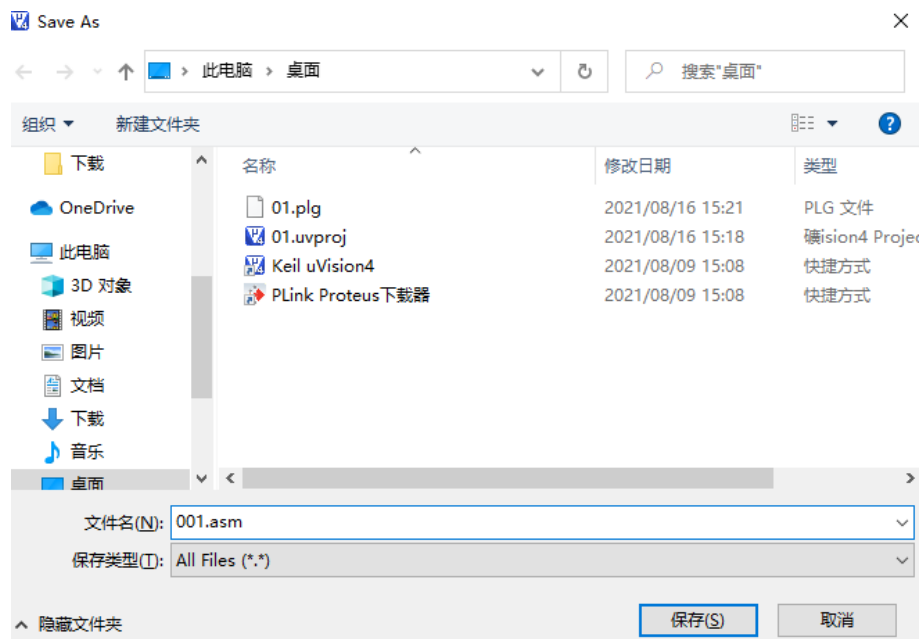 Save As
此电脑 › 桌面
搜索"桌面"
组织 新建文件夹
名称 修改日期 类型
下载
OneDrive
此电脑
3D 对象
视频
图片
文档
下载
音乐
桌面
01.plg 2021/08/16 15:21 PLG 文件
01.uvproj 2021/08/16 15:18 礦ision4 Projec
Keil uVision4 2021/08/09 15:08 快捷方式
PLink Proteus下载器 2021/08/09 15:08 快捷方式
文件名(N): 001.asm
保存类型(T): All Files (*.*)
隐藏文件夹 保存(S) 取消